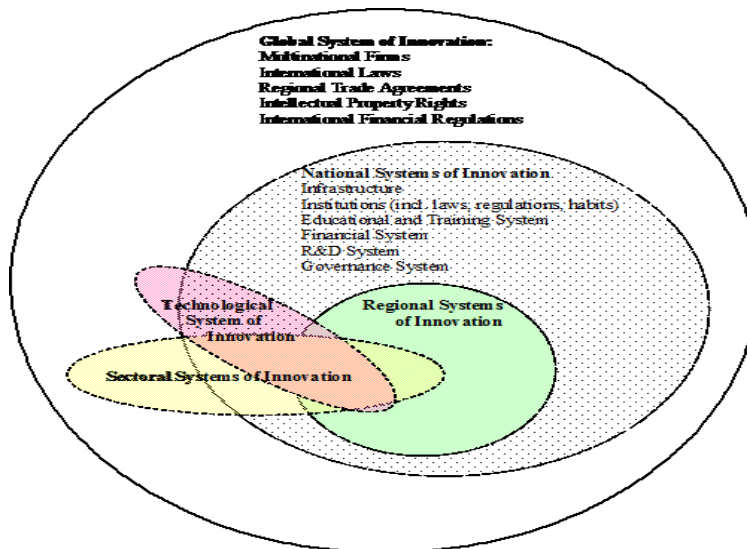 Global System of Innovation:
Multinational Firms
International Laws
Regional Trade Agreements
Intellectual Property Rights
International Financial Regulations
National Systems of Innovation
Infrastructure
Institutions (incl. laws, regulations, habits)
Educational and Training System
Financial System
R&D System
Governance System
Technological
System of
Innovation
Regional Systems
of Innovation
Sectoral Systems of Innovation